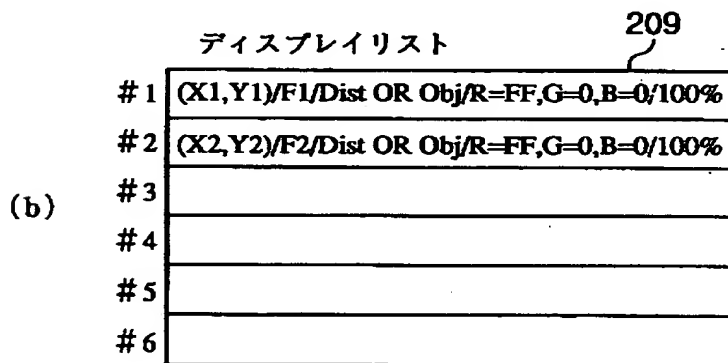 209
ディスプレイリスト
#1 (X1,Y1)/F1/Dist OR Obj/R=FF,G=0,B=0/100%
#2 (X2,Y2)/F2/Dist OR Obj/R=FF,G=0,B=0/100%
#3
(b)
#4
#5
#6